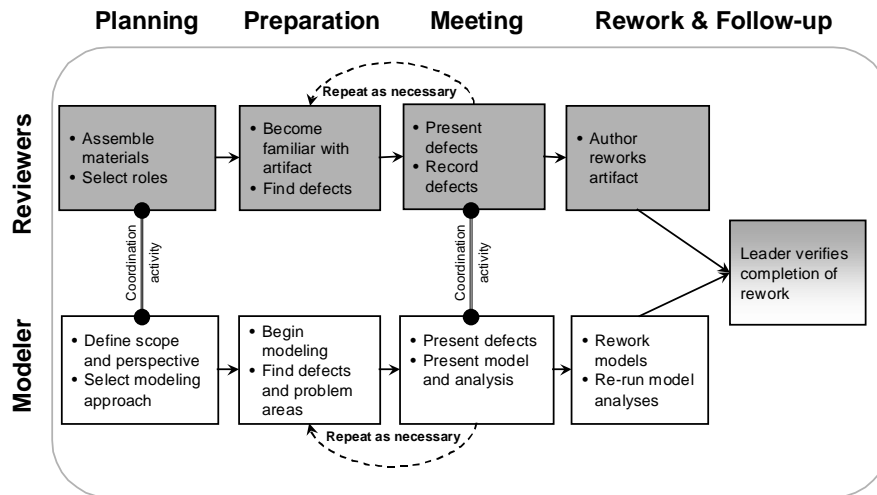 Planning Preparation Meeting Rework & Follow-up
Reviewers
Repeat as necessary
• Assemble
materials
• Select roles
• Become
familiar with
artifact
• Find defects
• Present
defects
• Record
defects
• Author
reworks
artifact
Coordination
activity
Coordination
activity
Leader verifies
completion of
rework
Modeler
• Define scope
and perspective
• Select modeling
approach
• Begin
modeling
• Find defects
and problem
areas
• Present defects
• Present model
and analysis
• Rework
models
• Re-run model
analyses
Repeat as necessary